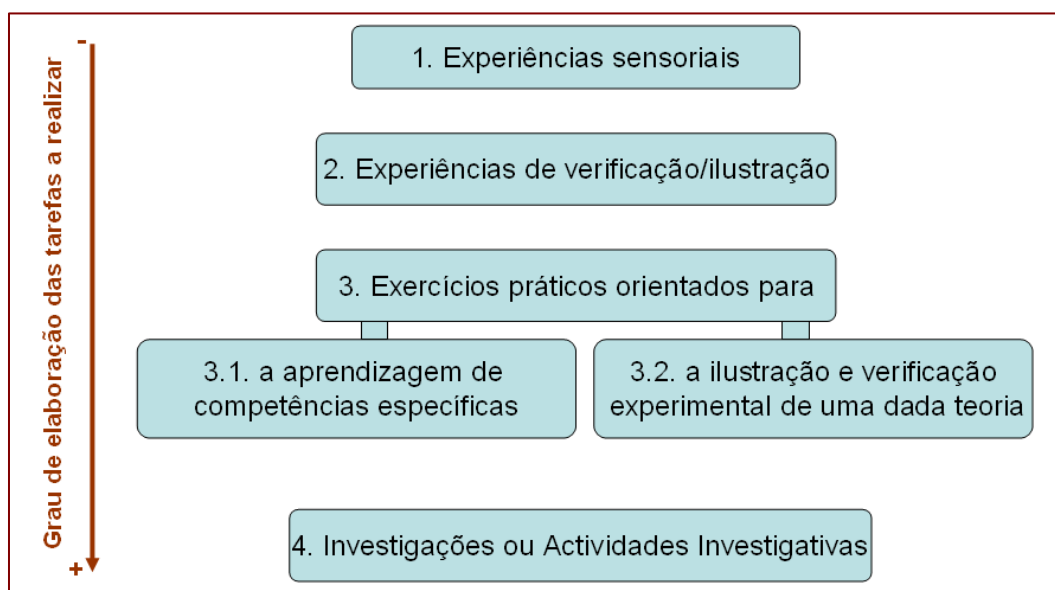 -
Grau de elaboração das tarefas a realizar
+
1. Experiências sensoriais
2. Experiências de verificação/ilustração
3. Exercícios práticos orientados para
3.1. a aprendizagem de
competências específicas
3.2. a ilustração e verificação
experimental de uma dada teoria
4. Investigações ou Actividades Investigativas